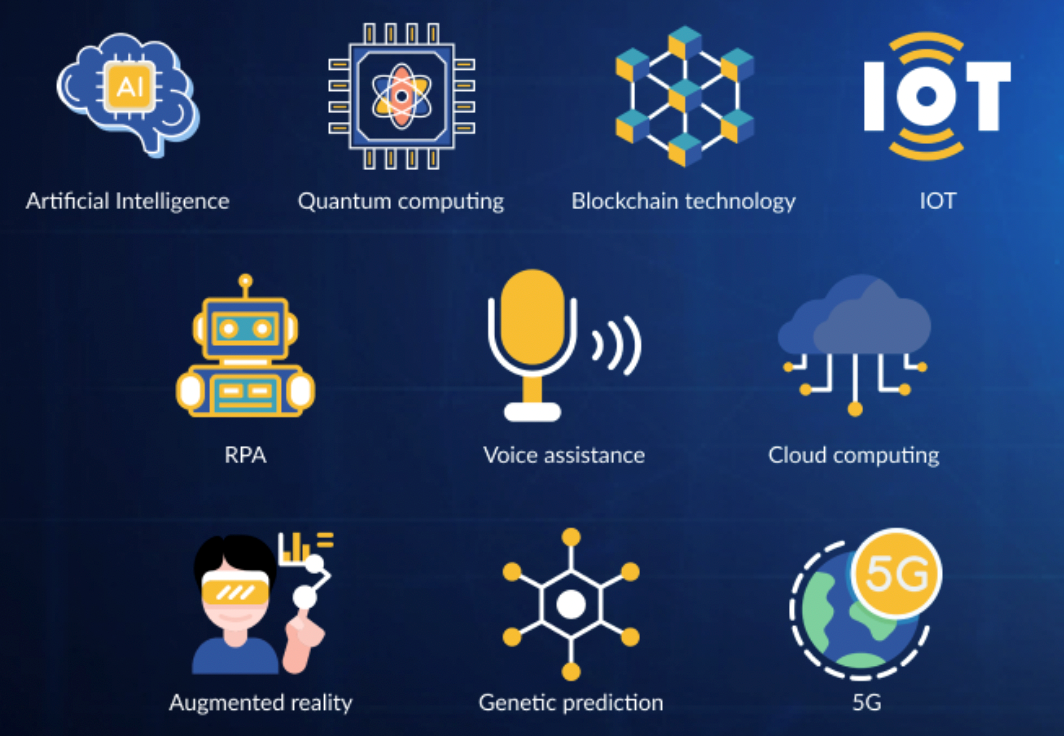 AI
IOT
Artificial Intelligence
Quantum computing
Blockchain technology
IOT
RPA
Voice assistance
Cloud computing
5G
Augmented reality
Genetic prediction
5G